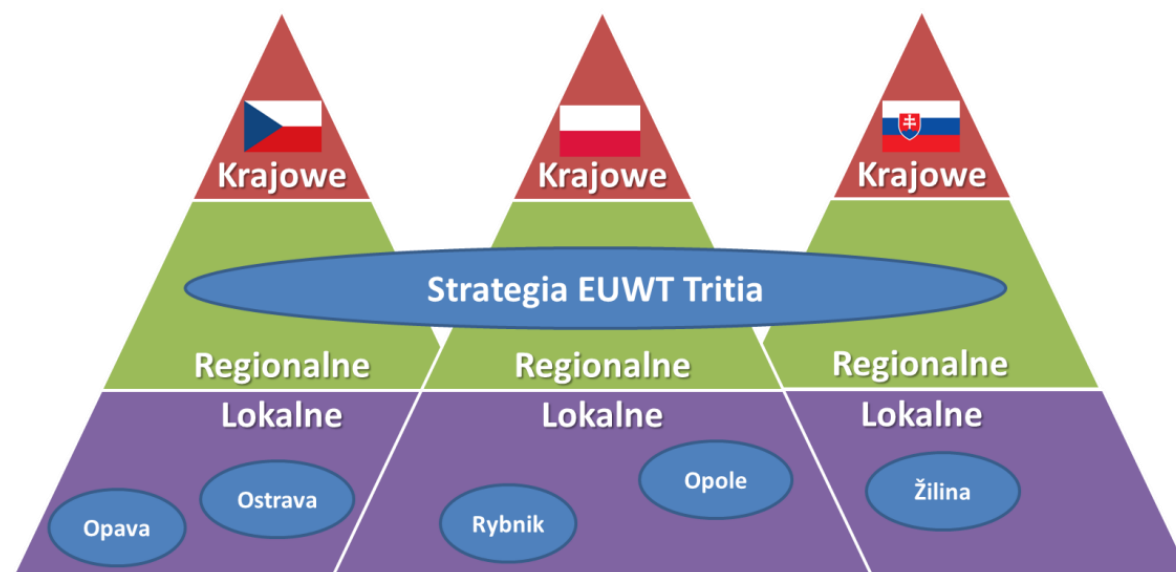 Krajowe
Krajowe
Krajowe
Strategia EUWT Tritia
Regionalne
Regionalne
Regionalne
Lokalne
Lokalne
Lokalne
Opava
Ostrava
Rybnik
Opole
Žilina